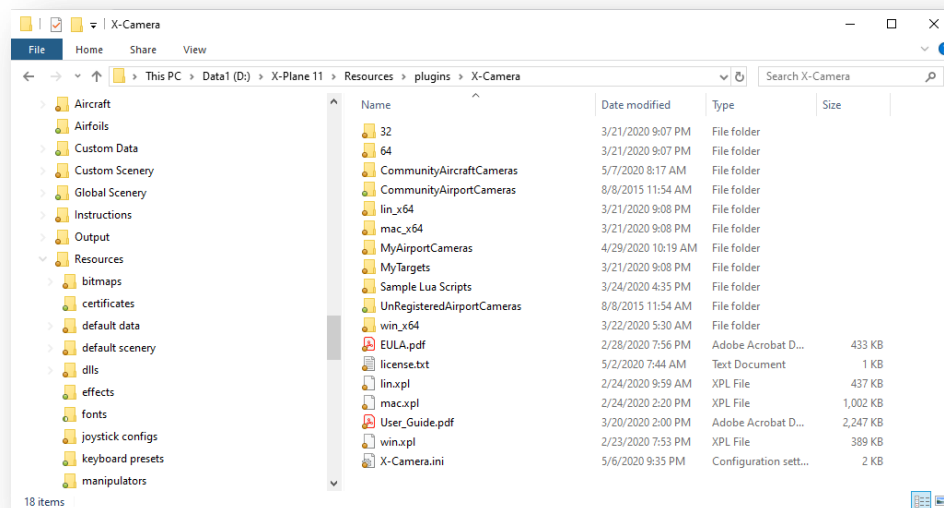 X-Camera
File Home Share View
This PC > Data1 (D:) > X-Plane 11 > Resources > plugins > X-Camera
Search X-Camera
Aircraft
Airfoils
Custom Data
Custom Scenery
Global Scenery
Instructions
Output
Resources
bitmaps
certificates
default data
default scenery
dlls
effects
fonts
joystick configs
keyboard presets
manipulators
Name Date modified Type Size
32 3/21/2020 9:07 PM File folder
64 3/21/2020 9:07 PM File folder
CommunityAircraftCameras 5/7/2020 8:17 AM File folder
CommunityAirportCameras 8/8/2015 11:54 AM File folder
lin_x64 3/21/2020 9:08 PM File folder
mac_x64 3/21/2020 9:08 PM File folder
MyAirportCameras 4/29/2020 10:19 AM File folder
MyTargets 3/21/2020 9:08 PM File folder
Sample Lua Scripts 3/24/2020 4:35 PM File folder
UnRegisteredAirportCameras 8/8/2015 11:54 AM File folder
win_x64 3/22/2020 5:30 AM File folder
EULA.pdf 2/28/2020 7:56 PM Adobe Acrobat D... 433 KB
license.txt 5/2/2020 7:44 AM Text Document 1 KB
lin.xpl 2/24/2020 9:59 AM XPL File 437 KB
mac.xpl 2/24/2020 2:20 PM XPL File 1,002 KB
User_Guide.pdf 3/20/2020 2:00 PM Adobe Acrobat D... 2,247 KB
win.xpl 2/23/2020 7:53 PM XPL File 389 KB
X-Camera.ini 5/6/2020 9:35 PM Configuration sett... 2 KB
18 items